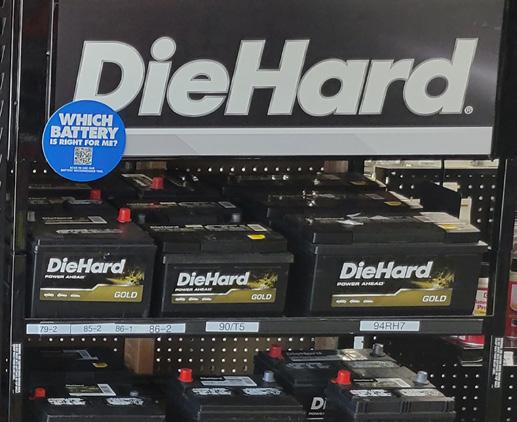 DieHard®
WHICH
BATTERY
IS RIGHT FOR ME?
DieHard
POWER AHEAD
GOLD
DieHard
POWER AHEAD
GOLD
DieHard
POWER AHEAD
GOLD
79-2 85-2 86-1 86-2 90/T5 94RH7
Di